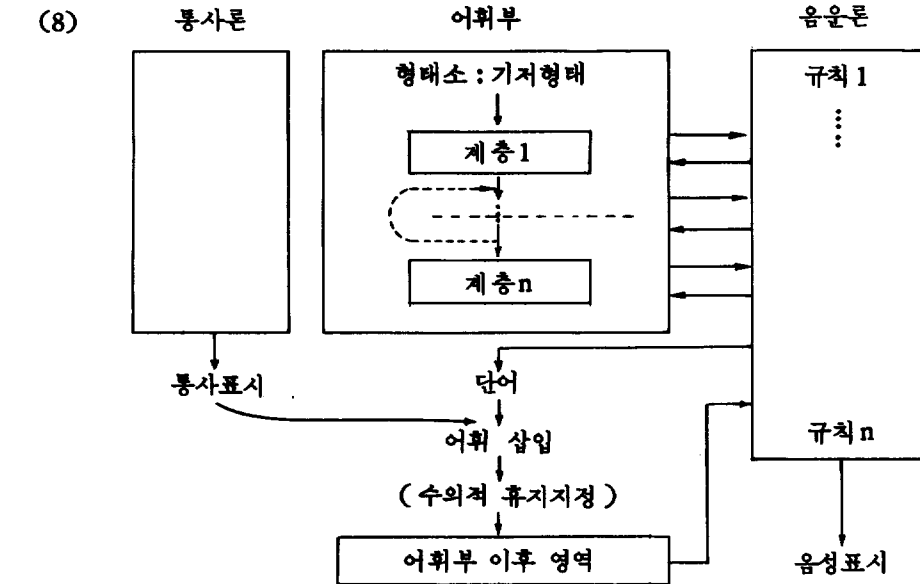 (8) 통사론 어휘부 음운론
형태소 : 기저형태 규칙 1
계층1
계층n
통사표시 단어
어휘 삽입 규칙 n
( 수의적 휴지지정 )
어휘부 이후 영역 음성표시